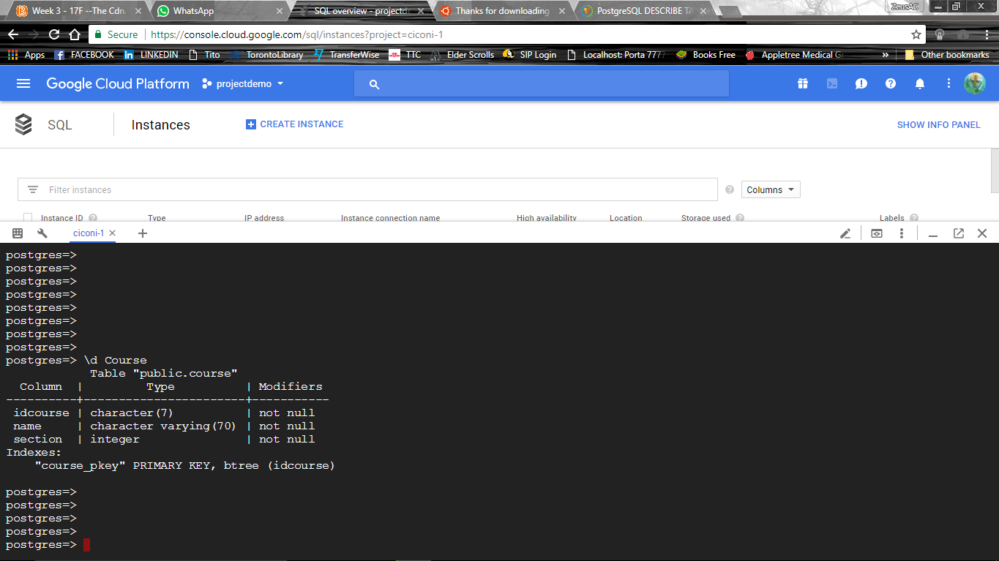 Week 3 - 17F --The Cdn
WhatsApp
SQL overview - projectd
Thanks for downloading
PostgreSQL DESCRIBE TA
ZeusAC
Secure
https://console.cloud.google.com/sql/instances?project=ciconi-1
Apps
FACEBOOK
LINKEDIN
Tito
TorontoLibrary
TransferWise
TTC
Elder Scrolls
SIP Login
Localhost: Porta 777
Books Free
Appletree Medical Gr
»
Other bookmarks
Google Cloud Platform
projectdemo
SQL
Instances
CREATE INSTANCE
SHOW INFO PANEL
Filter instances
Columns
Instance ID
Type
IP address
Instance connection name
High availability
Location
Storage used
Labels
ciconi-1
postgres=>
postgres=>
postgres=>
postgres=>
postgres=>
postgres=>
postgres=>
postgres=>
postgres=> \d Course
Table "public.course"
Column | Type | Modifiers
----------+-----------------------+-----------
idcourse | character(7) | not null
name | character varying(70) | not null
section | integer | not null
Indexes:
"course_pkey" PRIMARY KEY, btree (idcourse)
postgres=>
postgres=>
postgres=>
postgres=>
postgres=>